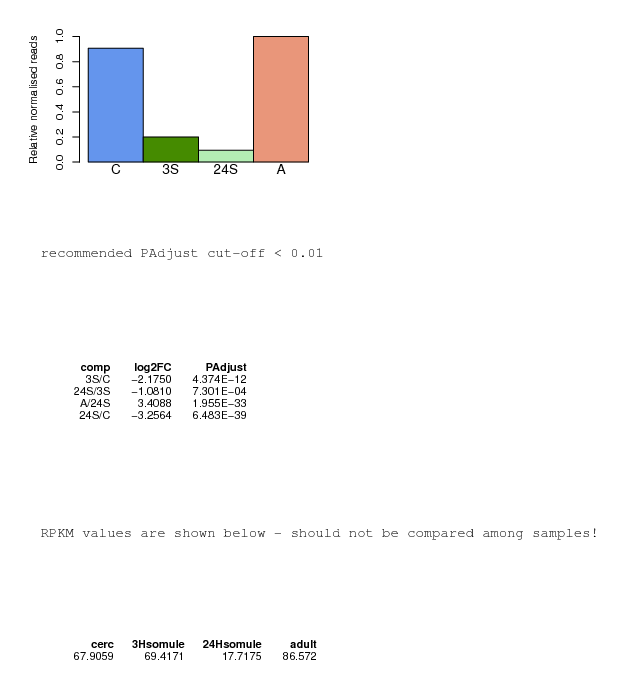 Relative normalised reads
1.0
0.8
0.6
0.4
0.2
0.0
C 3S 24S A
recommended PAdjust cut-off < 0.01
comp log2FC PAdjust
3S/C −2.1750 4.374E−12
24S/3S −1.0810 7.301E−04
A/24S 3.4088 1.955E−33
24S/C −3.2564 6.483E−39
RPKM values are shown below - should not be compared among samples!
cerc 3Hsomule 24Hsomule adult
67.9059 69.4171 17.7175 86.572